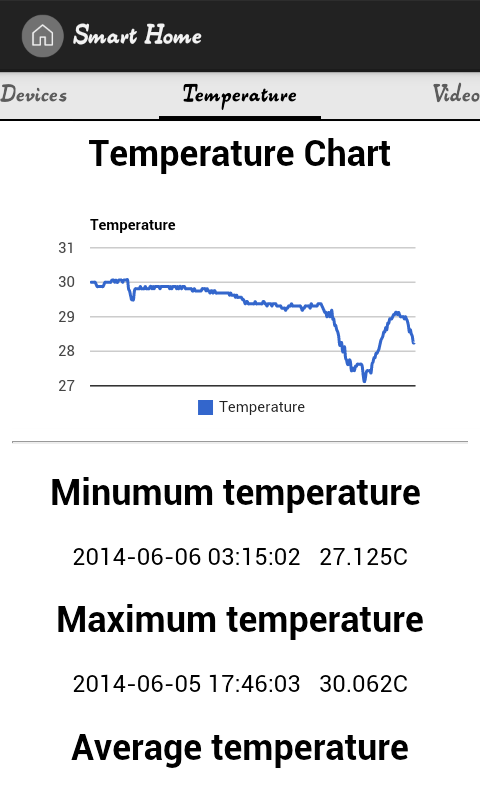 Smart Home
Devices Temperature Video
Temperature Chart
Temperature
31
30
29
28
27
Temperature
Minumum temperature
2014-06-06 03:15:02 27.125C
Maximum temperature
2014-06-05 17:46:03 30.062C
Average temperature